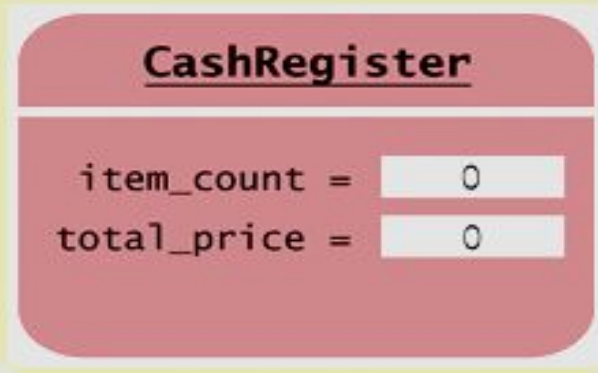 CashRegister
item_count = 0
total_price = 0